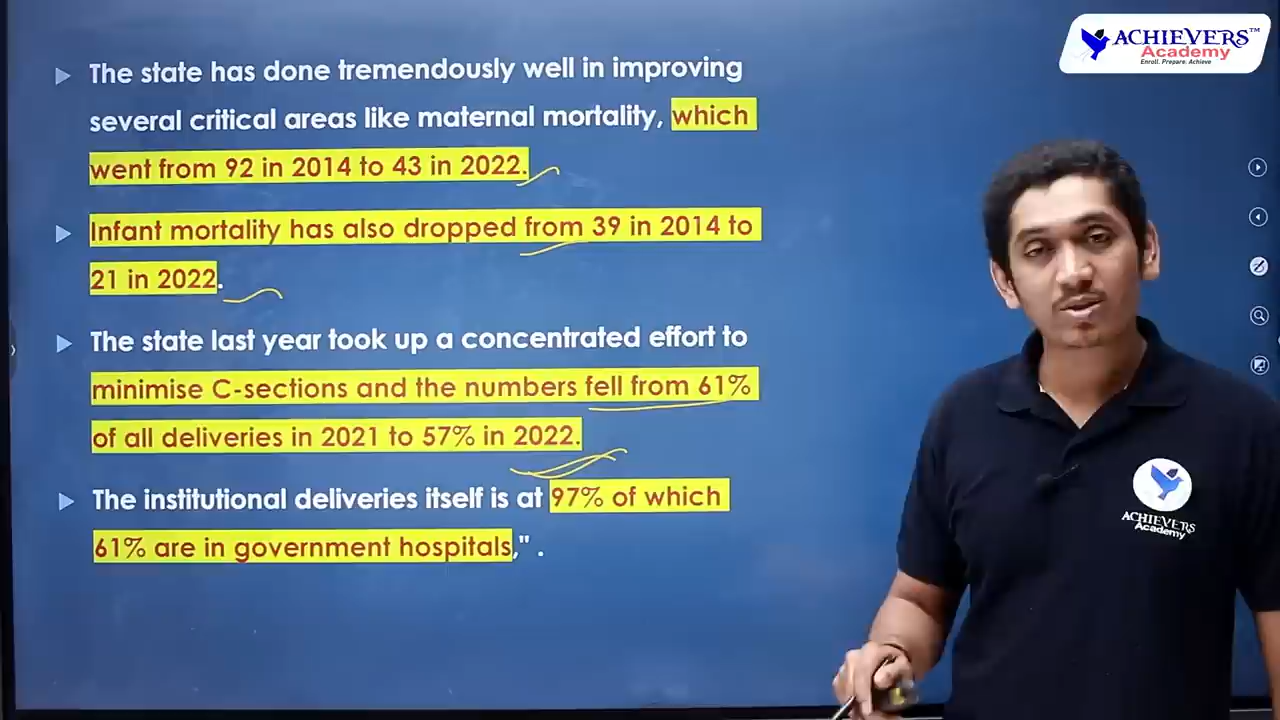 The state has done tremendously well in improving
several critical areas like maternal mortality, which
went from 92 in 2014 to 43 in 2022.
Infant mortality has also dropped from 39 in 2014 to
21 in 2022.
The state last year took up a concentrated effort to
minimise C-sections and the numbers fell from 61%
of all deliveries in 2021 to 57% in 2022.
The institutional deliveries itself is at 97% of which
61% are in government hospitals," .
ACHIEVERS™
Academy
Enroll. Prepare. Achieve
ACHIEVERS
Academy